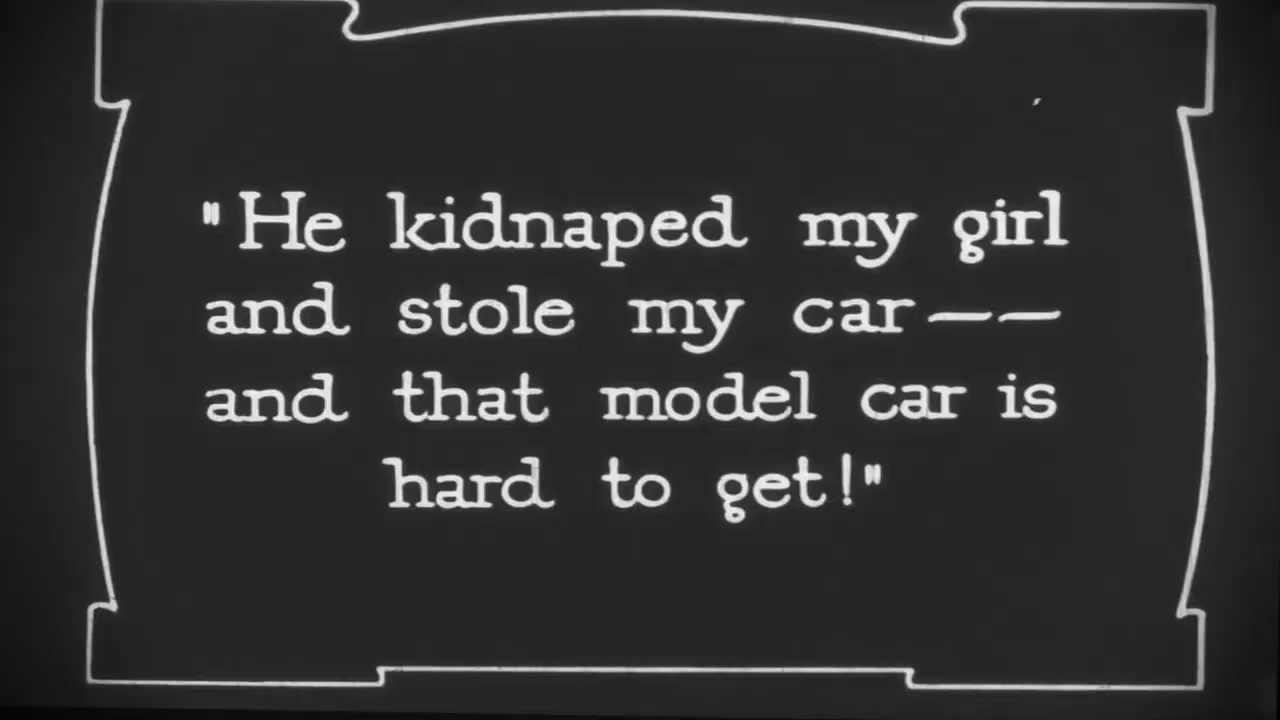 "He kidnaped my girl
and stole my car——
and that model car is
hard to get!"